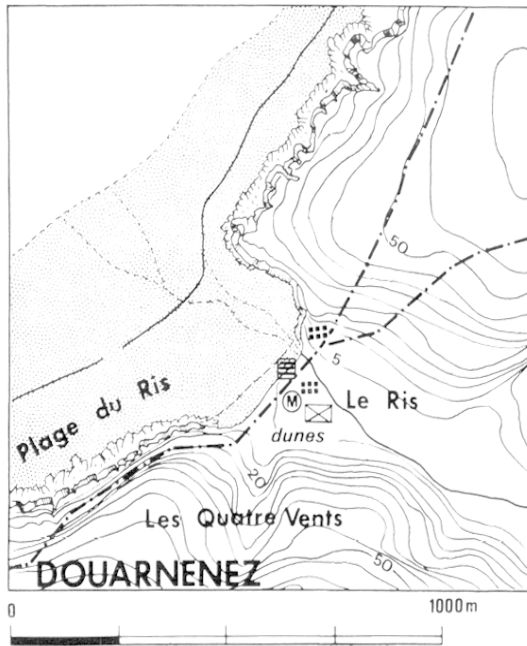 50
5
Plage du Ris
M
Le Ris
dunes
20
Les Quatre Vents
50
DOUARNENEZ
0 1000m